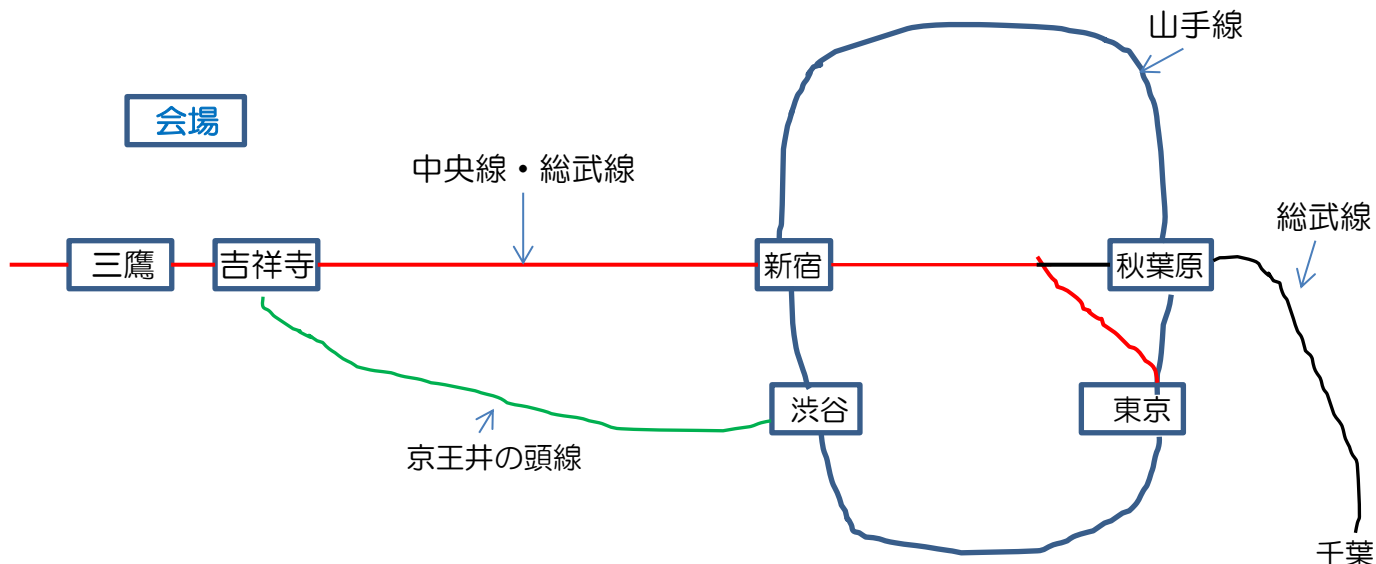 山手線
会場
中央線・総武線
総武線
三鷹
吉祥寺
新宿
秋葉原
渋谷
東京
京王井の頭線
千葉